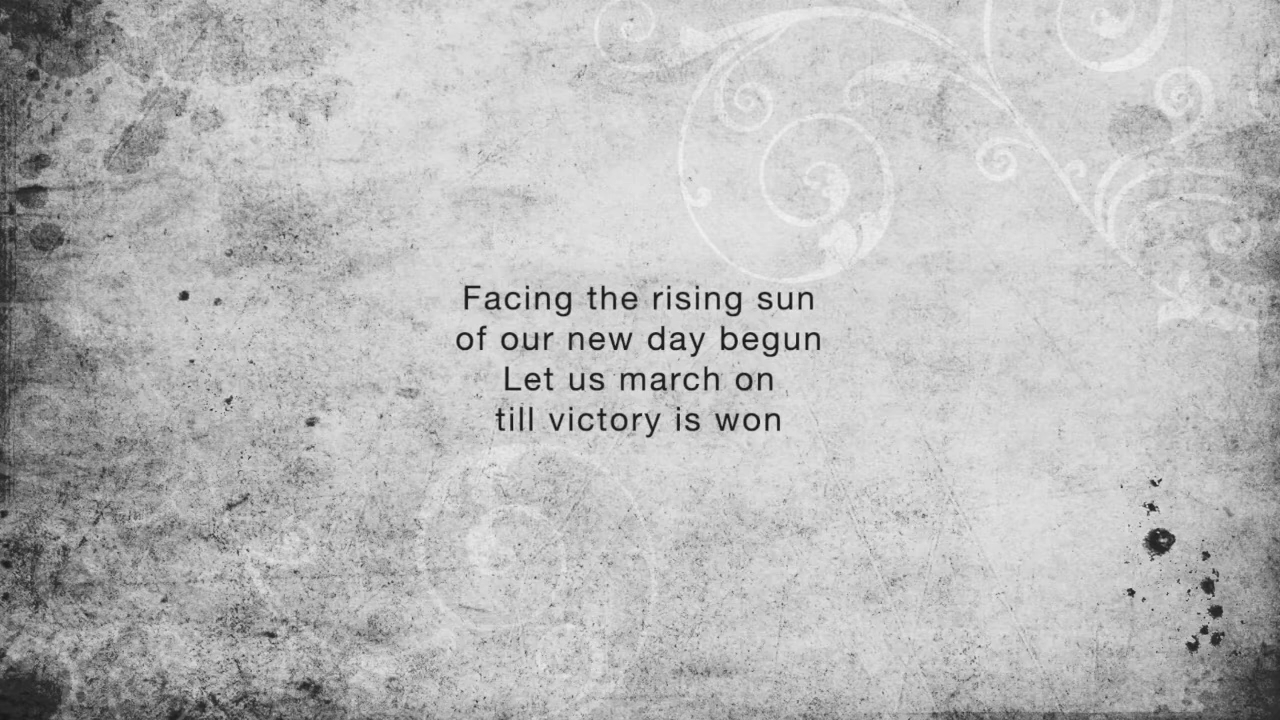 Facing the rising sun
of our new day begun
Let us march on
till victory is won